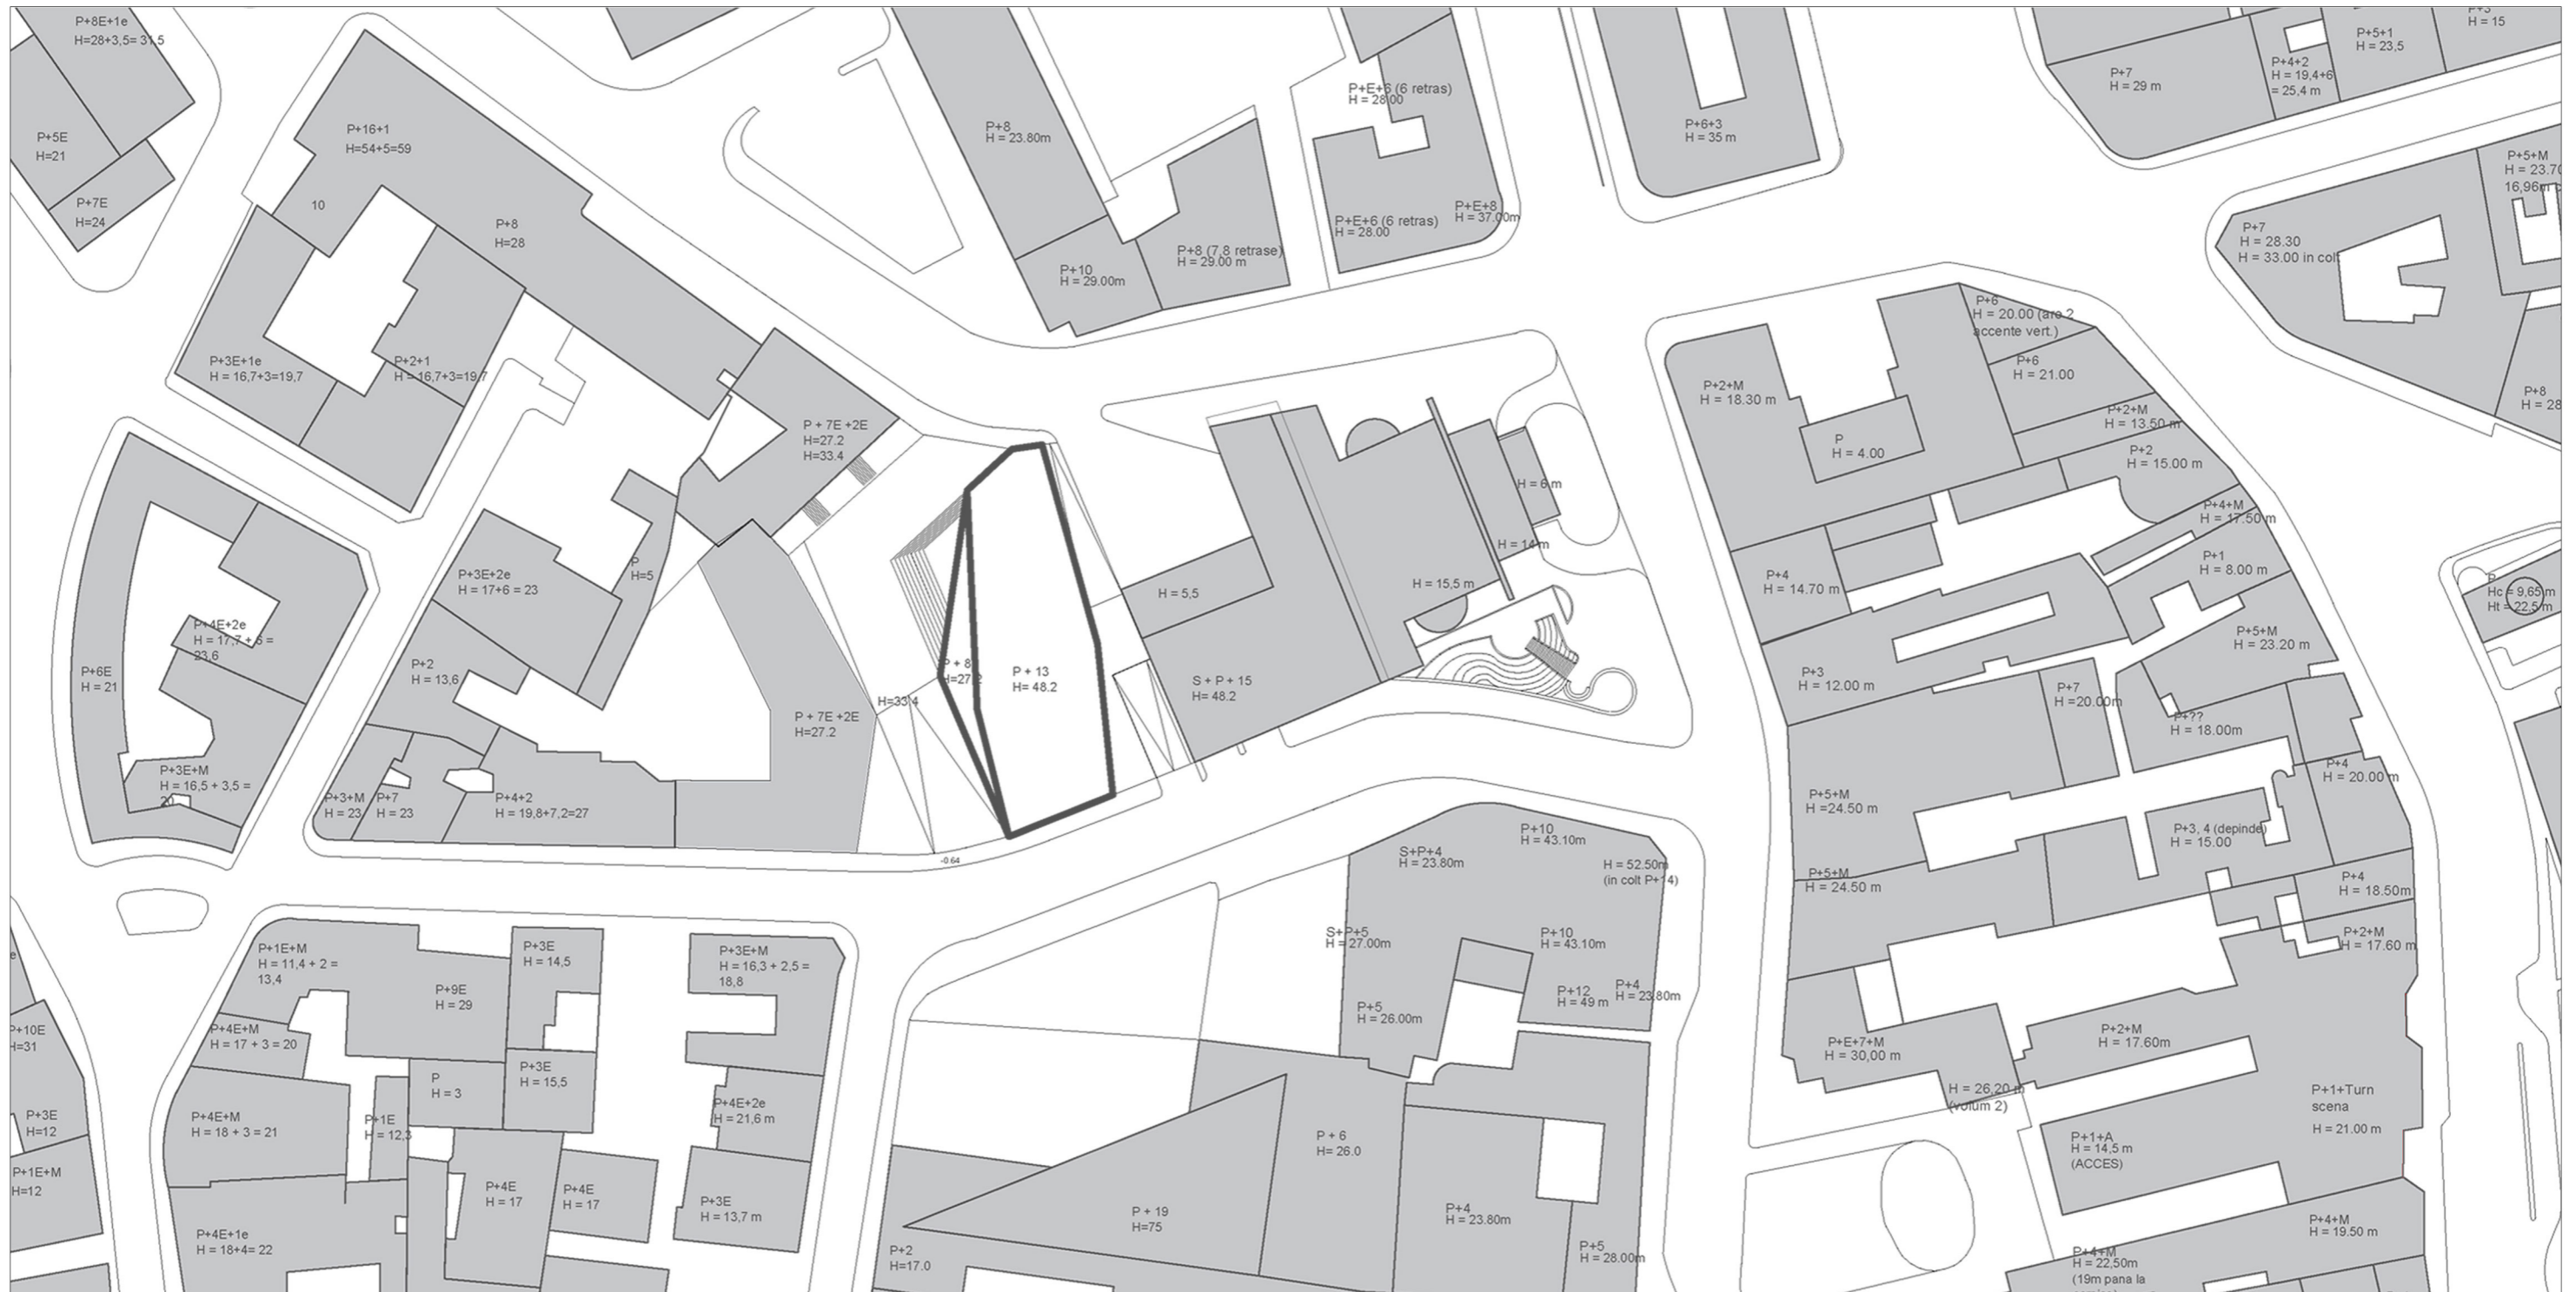 P+8E+1e
H=28+3,5= 31,5
P+5E
H=21
P+7E
H=24
P+16+1
H=54+5=59
10
P+8
H=28
P+3E+1e
H = 16,7+3=19,7
P+2+1
H = 16,7+3=19,7
P + 7E +2E
H=27.2
H=33.4
P+8
H = 23.80m
P+10
H = 29.00m
P+8 (7,8 retrase)
H = 29.00 m
P+E+6 (6 retras)
H = 28.00
P+E+6 (6 retras)
H = 28.00
P+E+8
H = 37.00m
P+6+3
H = 35 m
P+7
H = 29 m
P+4+2
H = 19,4+6
= 25,4 m
P+5+1
H = 23,5
P+3
H = 15
P+5+M
H = 23.70
16,96m
P+7
H = 28.30
H = 33.00 in colt
P+8
H = 28
P+6
H = 20.00 (are 2
accente vert.)
P+6
H = 21.00
P+2+M
H = 18.30 m
P
H = 4.00
P+2+M
H = 13.50 m
P+2
H = 15.00 m
P+4+M
H = 17.50 m
P+1
H = 8.00 m
P+4
H = 14.70 m
P+5+M
H = 23.20 m
Hc = 9,65 m
Ht = 22,5 m
P+3
H = 12.00 m
P+7
H =20.00m
P+??
H = 18.00m
P+4
H = 20.00 m
P+5+M
H =24.50 m
P+3, 4 (depinde)
H = 15.00
P+5+M
H = 24.50 m
P+4
H = 18.50m
P+2+M
H = 17.60 m
P+E+7+M
H = 30,00 m
P+2+M
H = 17.60m
H = 26,20 m
(volum 2)
P+1+Turn
scena
H = 21.00 m
P+1+A
H = 14,5 m
(ACCES)
P+4+M
H = 19.50 m
P+4+M
H = 22,50m
(19m pana la
H = 6 m
H = 14 m
H = 15,5 m
H = 5,5
S + P + 15
H = 48.2
P + 13
H= 48.2
P + 8
H=27.2
H=33.4
P + 7E +2E
H=27.2
-0.64
P
H=5
P+3E+2e
H = 17+6 = 23
P+2
H = 13,6
P+4E+2e
H = 17,7 + 6 =
23,6
P+6E
H = 21
P+3E+M
H = 16,5 + 3,5 =
20
P+3+M
H = 23
P+7
H = 23
P+4+2
H = 19,8+7,2=27
P+1E+M
H = 11,4 + 2 =
13,4
P+3E
H = 14,5
P+3E+M
H = 16,3 + 2,5 =
18,8
P+9E
H = 29
P+10E
H=31
P+4E+M
H = 17 + 3 = 20
P
H = 3
P+3E
H = 15,5
P+3E
H=12
P+4E+M
H = 18 + 3 = 21
P+1E
H = 12,3
P+4E+2e
H = 21,6 m
P+1E+M
H=12
P+4E
H = 17
P+4E
H = 17
P+3E
H = 13,7 m
P+4E+1e
H = 18+4= 22
S+P+4
H = 23.80m
P+10
H = 43.10m
H = 52.50m
(in colt P+14)
S+P+5
H = 27.00m
P+10
H = 43.10m
P+12
H = 49 m
P+4
H = 23.80m
P+5
H = 26.00m
P + 6
H= 26.0
P + 19
H=75
P+4
H = 23.80m
P+2
H=17.0
P+5
H = 28.00m